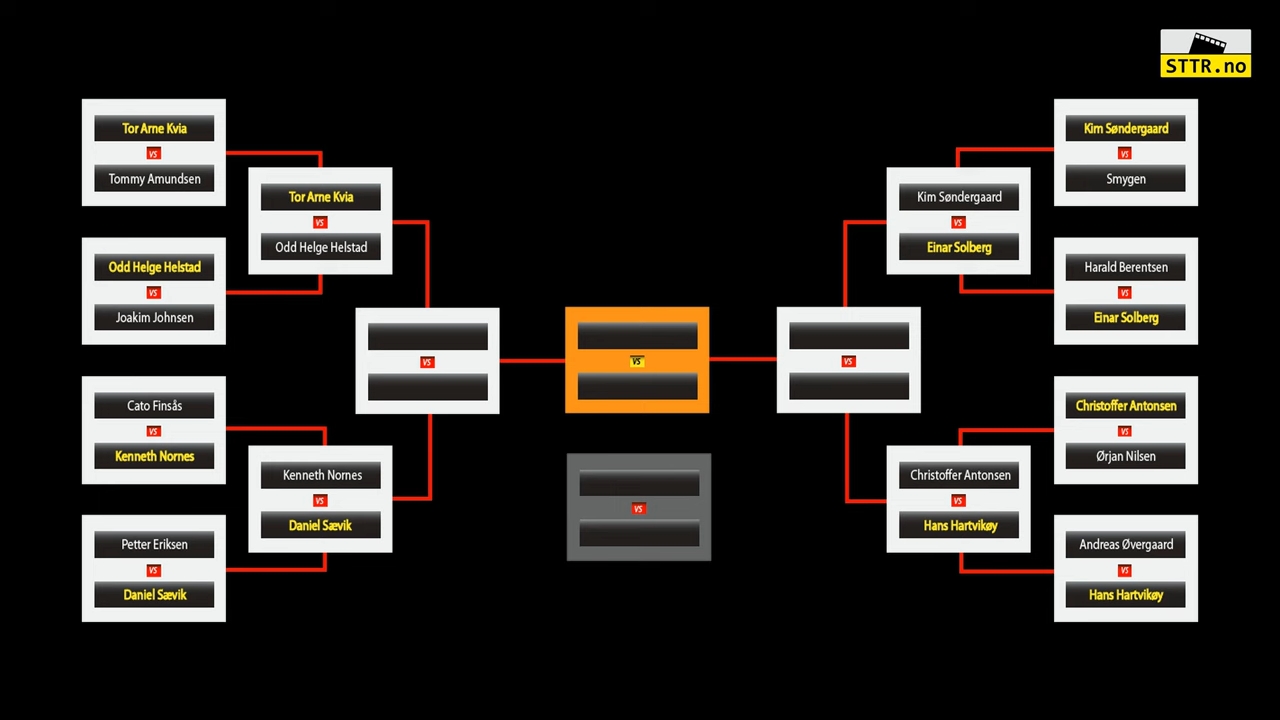 STTR.no
Tor Arne Kvia
VS
Tommy Amundsen
Odd Helge Helstad
VS
Joakim Johnsen
Cato Finsås
VS
Kenneth Nornes
Petter Eriksen
VS
Daniel Sævik
Tor Arne Kvia
VS
Odd Helge Helstad
Kenneth Nornes
VS
Daniel Sævik
VS
VS
VS
VS
Kim Søndergaard
VS
Einar Solberg
Christoffer Antonsen
VS
Hans Hartvikøy
Kim Søndergaard
VS
Smygen
Harald Berentsen
VS
Einar Solberg
Christoffer Antonsen
VS
Ørjan Nilsen
Andreas Øvergaard
VS
Hans Hartvikøy